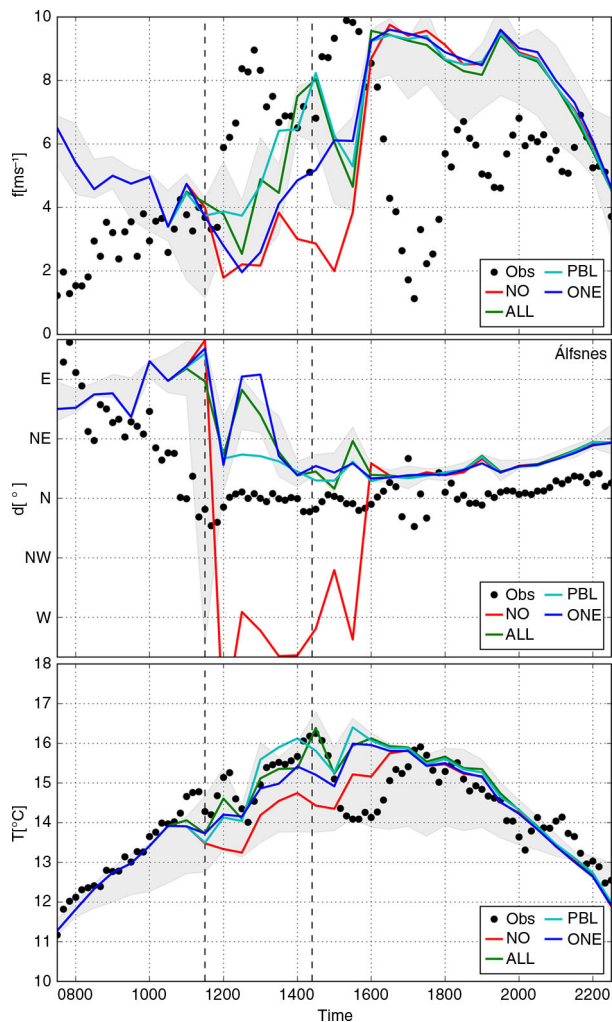 10
8
6
4
2
0
f[ms⁻¹]
Obs
NO
ALL
PBL
ONE
Álfsnes
E
NE
N
NW
W
d[°]
Obs
NO
ALL
PBL
ONE
18
17
16
15
14
13
12
11
10
T[°C]
Obs
NO
ALL
PBL
ONE
0800 1000 1200 1400 1600 1800 2000 2200
Time